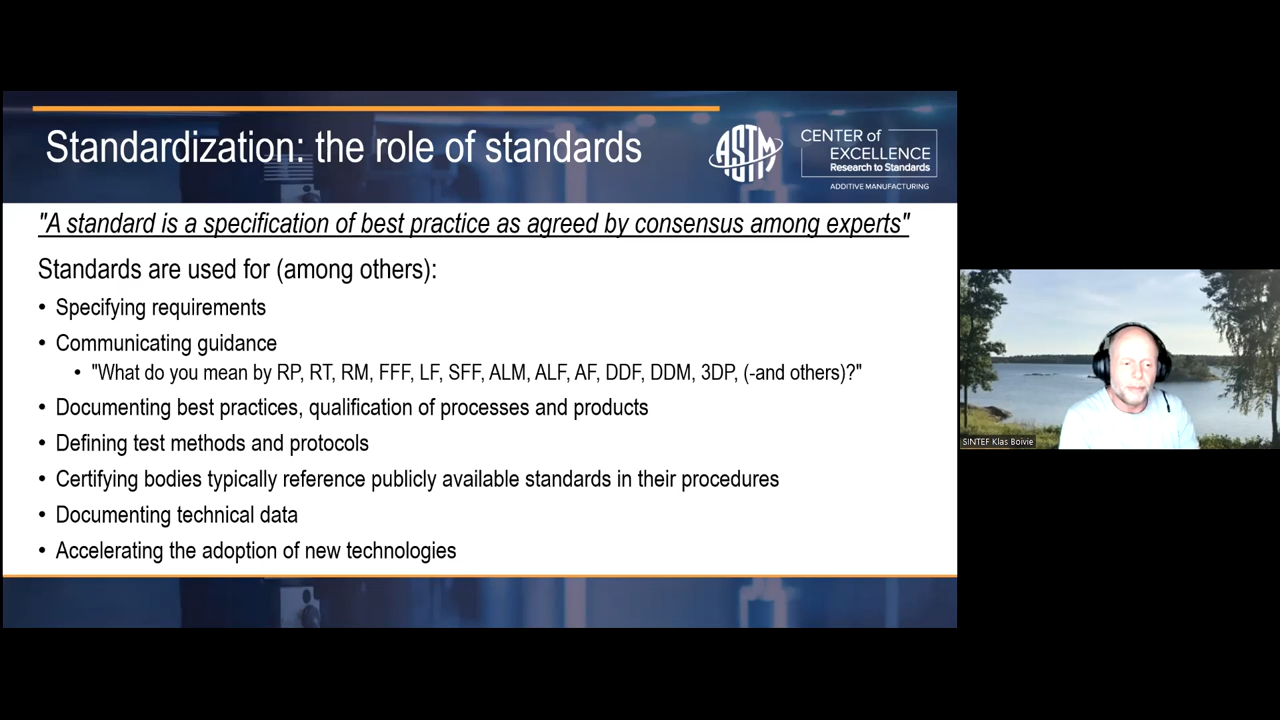 Standardization: the role of standards
ASTM
CENTER of
EXCELLENCE
Research to Standards
ADDITIVE MANUFACTURING
"A standard is a specification of best practice as agreed by consensus among experts"
Standards are used for (among others):
• Specifying requirements
• Communicating guidance
• "What do you mean by RP, RT, RM, FFF, LF, SFF, ALM, ALF, AF, DDF, DDM, 3DP, (-and others)?"
• Documenting best practices, qualification of processes and products
• Defining test methods and protocols
• Certifying bodies typically reference publicly available standards in their procedures
• Documenting technical data
• Accelerating the adoption of new technologies
SINTEF Klas Boivie